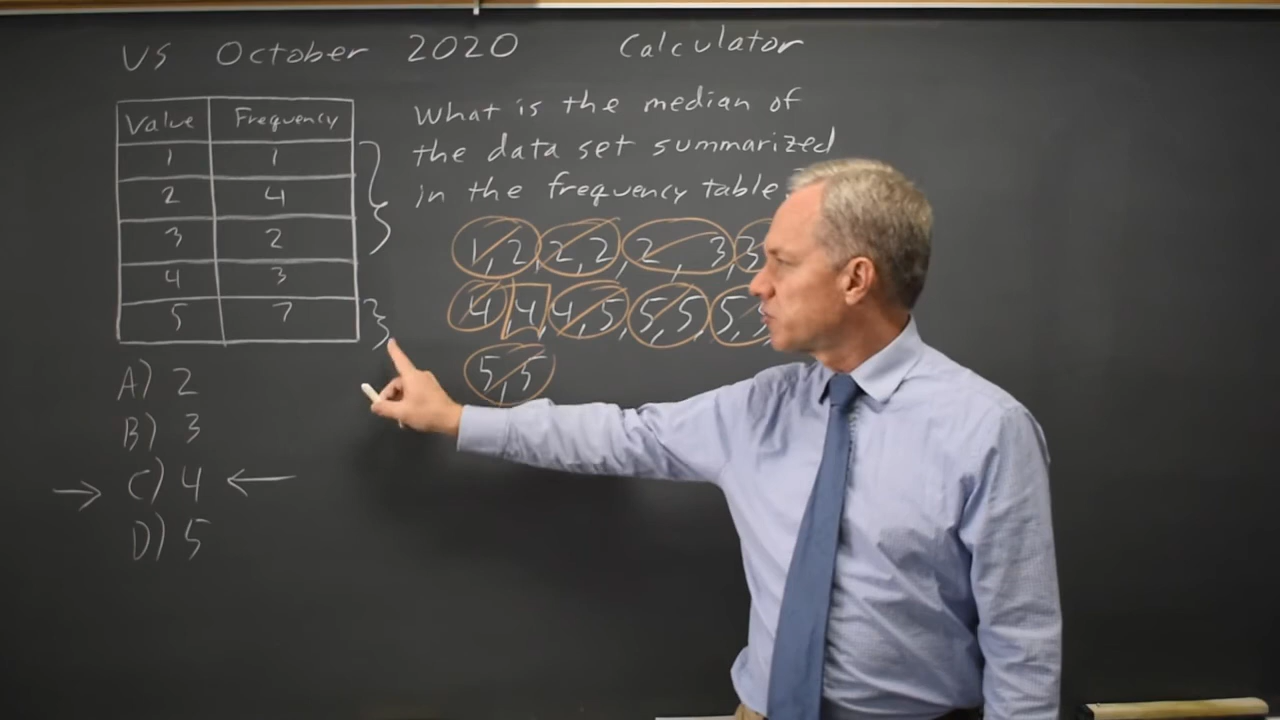 US October 2020 Calculator
Value Frequency
1 1
2 4
3 2
4 3
5 7
What is the median of
the data set summarized
in the frequency table
1,2,2,2,2,3,3
4,4,4,5,5,5,5,5
5,5
A) 2
B) 3
→ C) 4 ←
D) 5